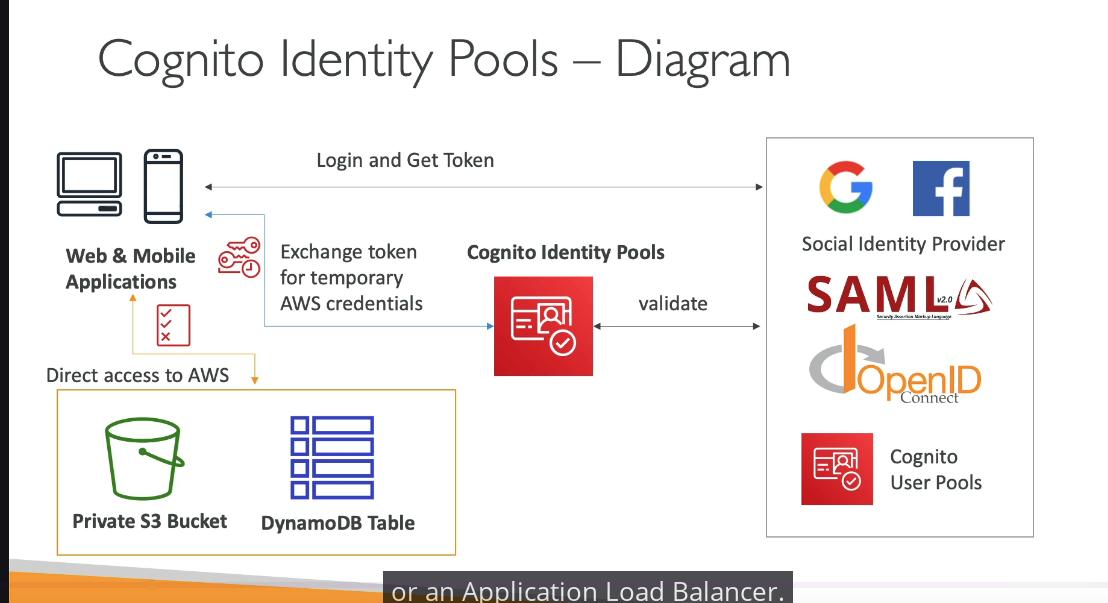 Cognito Identity Pools – Diagram
Login and Get Token
Web & Mobile
Applications
Exchange token
for temporary
AWS credentials
Cognito Identity Pools
validate
Social Identity Provider
SAML v2.0
Security Assertion Markup Language
OpenID
Connect
Cognito
User Pools
Direct access to AWS
Private S3 Bucket
DynamoDB Table
or an Application Load Balancer.